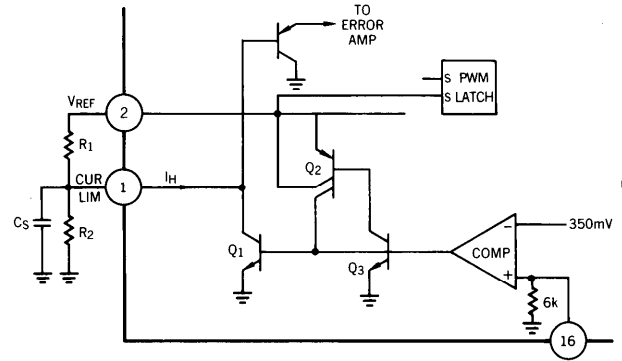 TO
ERROR
AMP
S PWM
S LATCH
VREF
2
R1
Q2
CUR
LIM
1
IH
CS
R2
Q1
Q3
COMP
−
+
350mV
6k
16